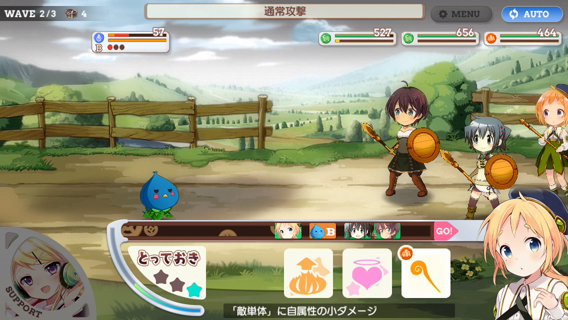 WAVE 2/3 4
通常攻撃
MENU
AUTO
57
B
527
656
464
B
GO!
とっておき
SUPPORT
「敵単体」に自属性の小ダメージ